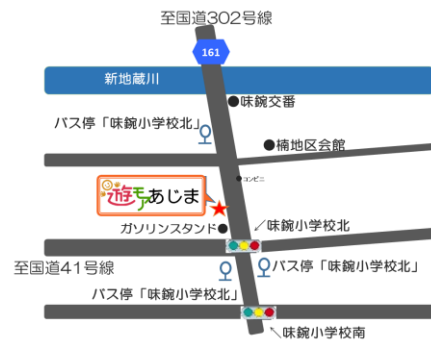 至国道302号線
161
新地蔵川
●味鋺交番
バス停「味鋺小学校北」
●楠地区会館
●コンビニ
遊モアあじま
ガソリンスタンド●
味鋺小学校北
至国道41号線
バス停「味鋺小学校北」
バス停「味鋺小学校北」
味鋺小学校南